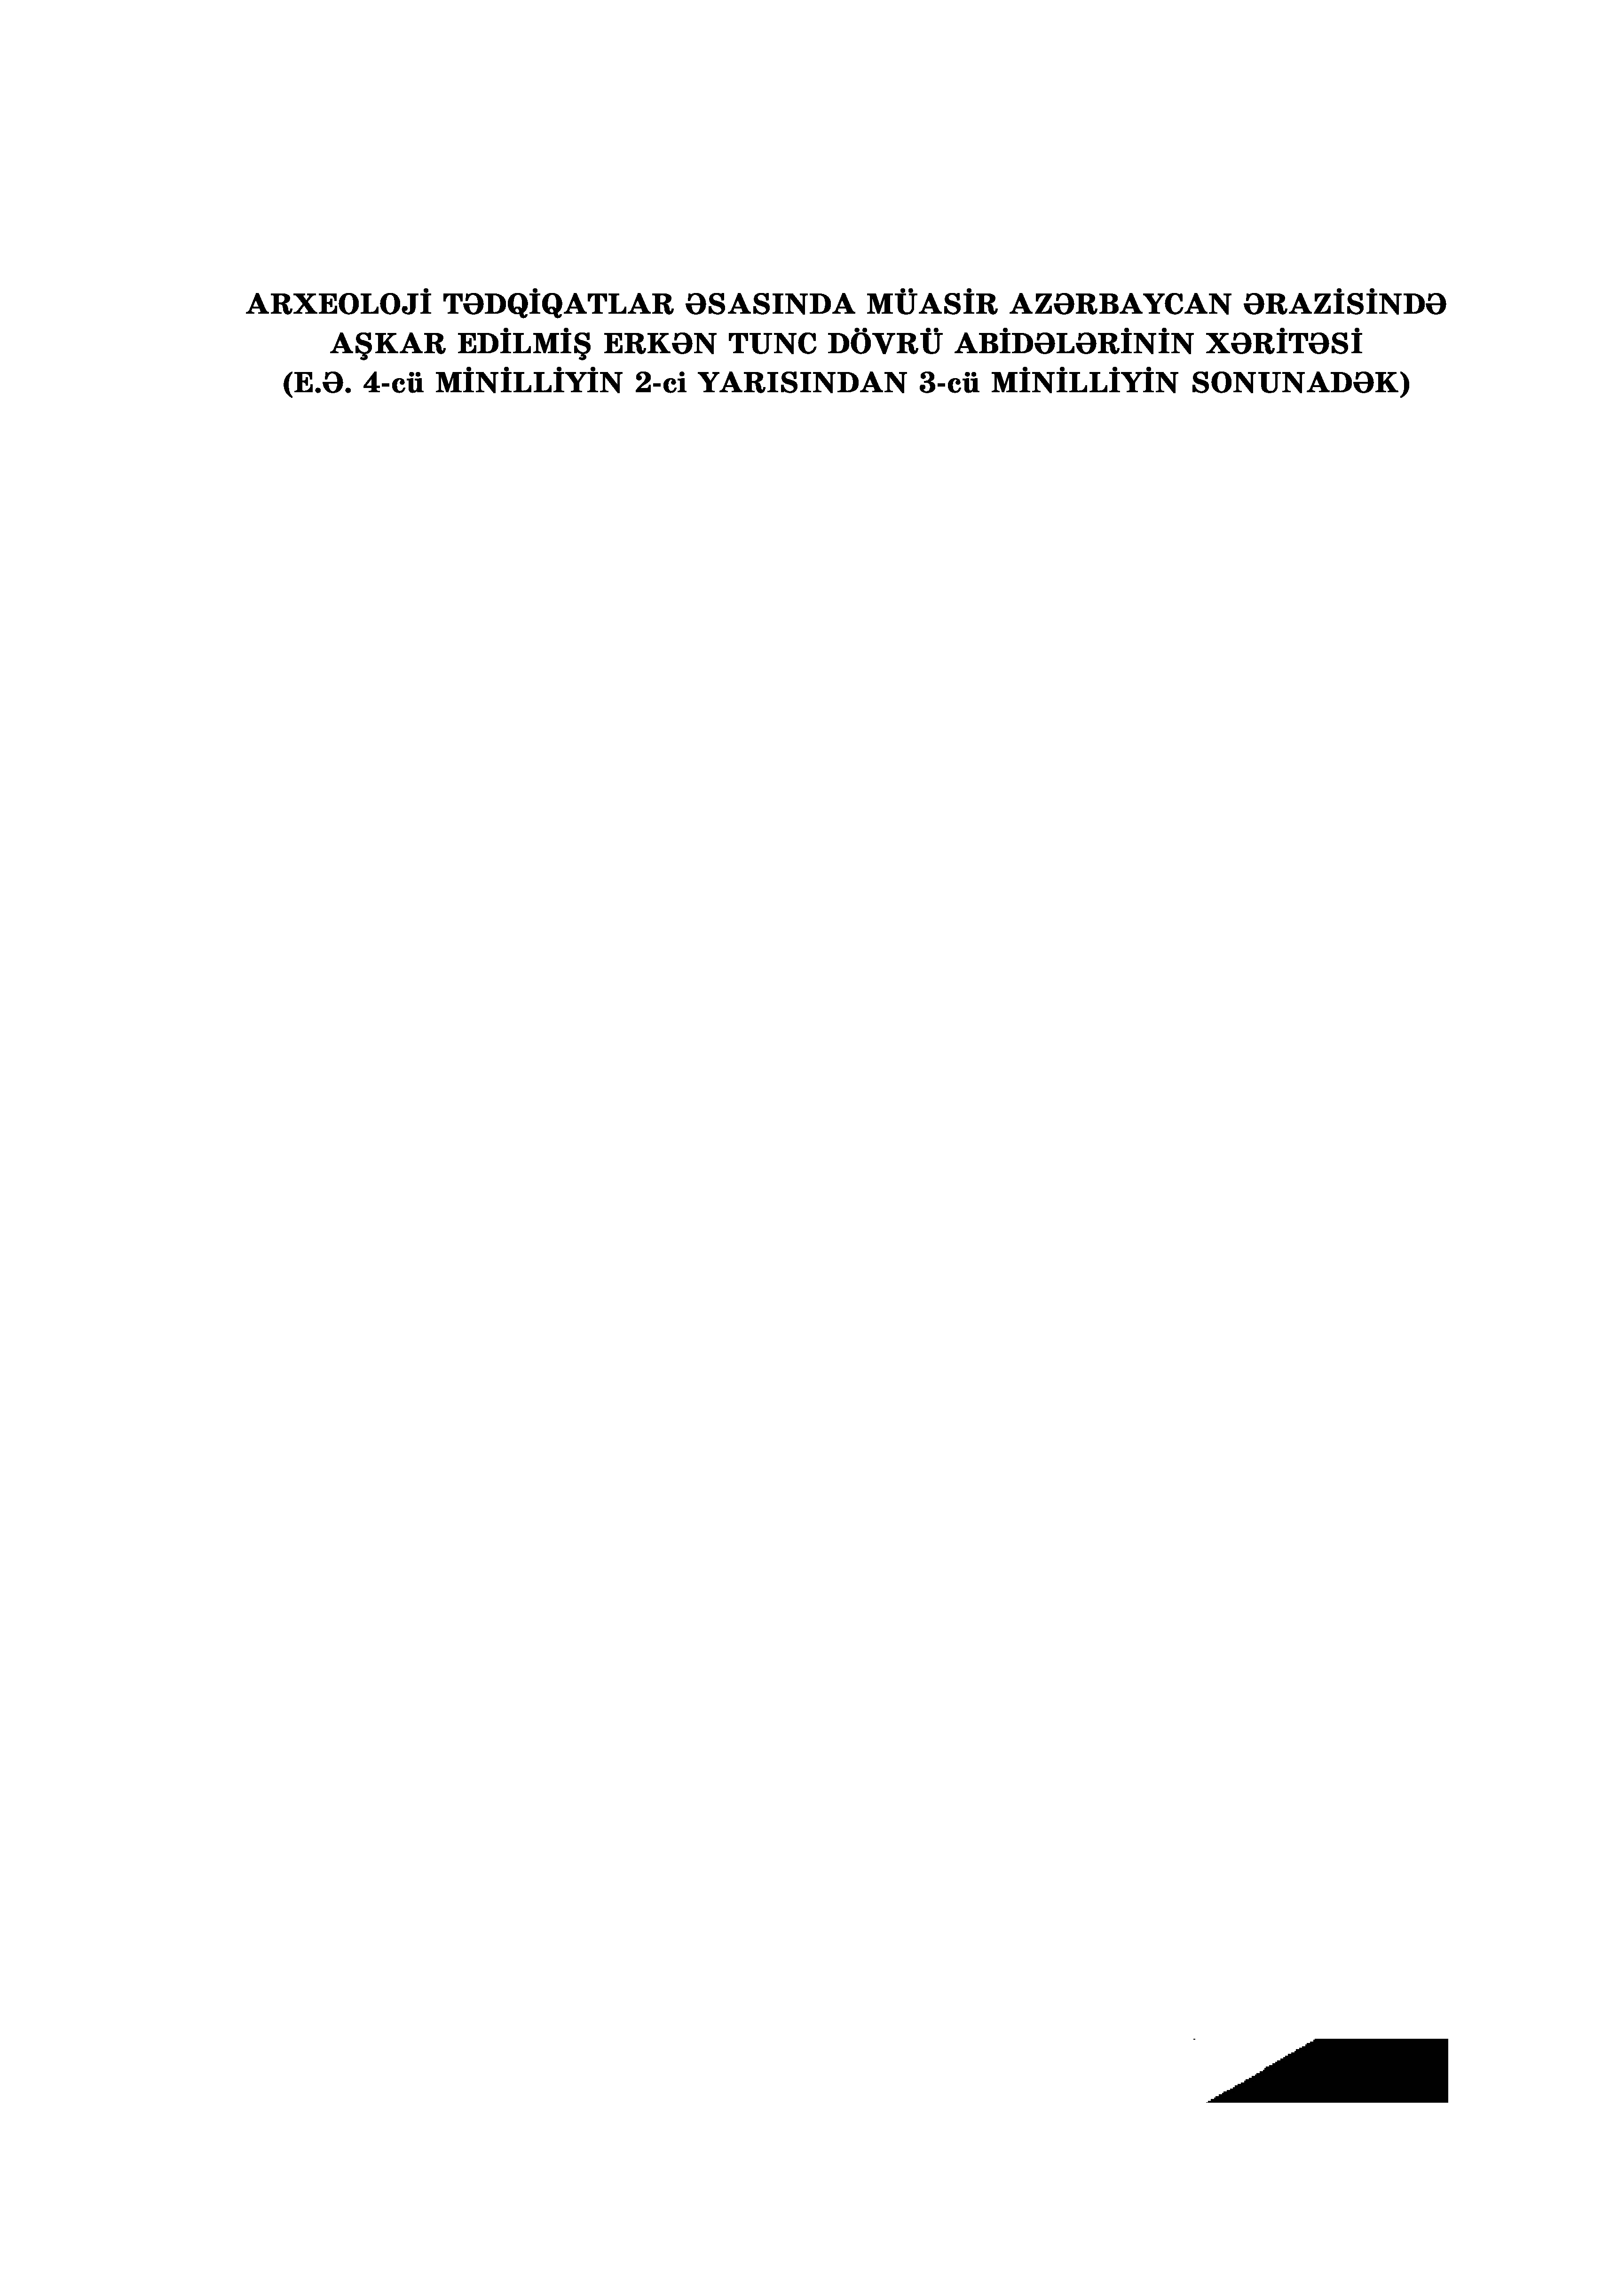 ARXEOLOJİ TƏDQİQATLAR ƏSASINDA MÜASİR AZƏRBAYCAN ƏRAZİSİNDƏ
AŞKAR EDİLMİŞ ERKƏN TUNC DÖVRÜ ABİDƏLƏRİNİN XƏRİTƏSİ
(E.Ə. 4-cü MİNİLLİYİN 2-ci YARISINDAN 3-cü MİNİLLİYİN SONUNADƏK)